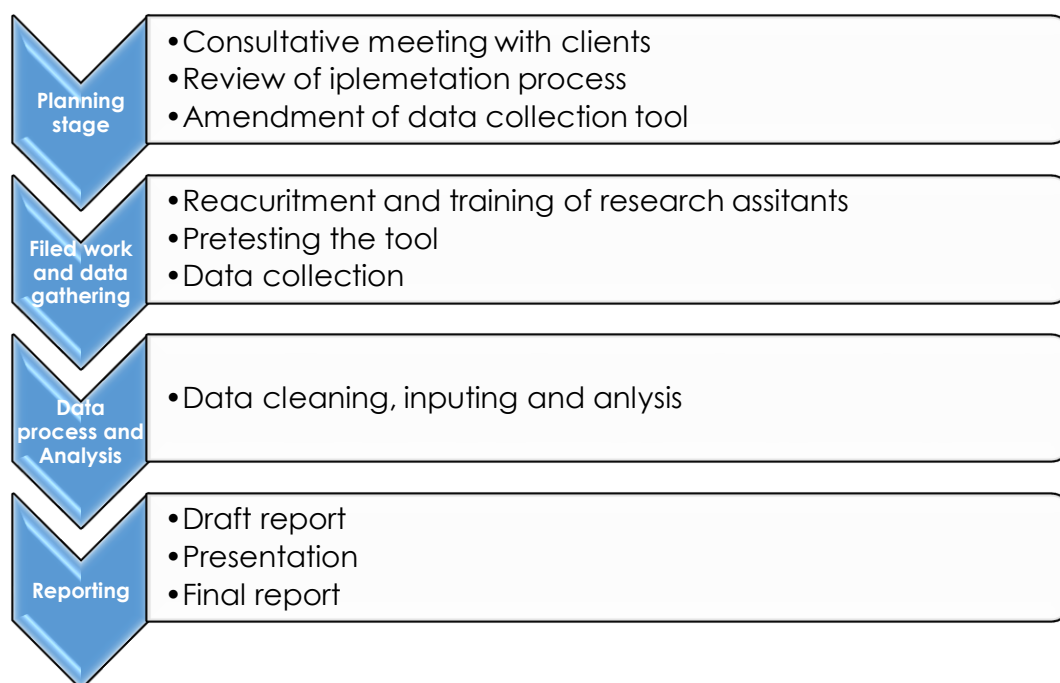 Planning
stage
•Consultative meeting with clients
•Review of iplemetation process
•Amendment of data collection tool
Filed work
and data
gathering
•Reacuritment and training of research assitants
•Pretesting the tool
•Data collection
Data
process and
Analysis
•Data cleaning, inputing and anlysis
Reporting
•Draft report
•Presentation
•Final report